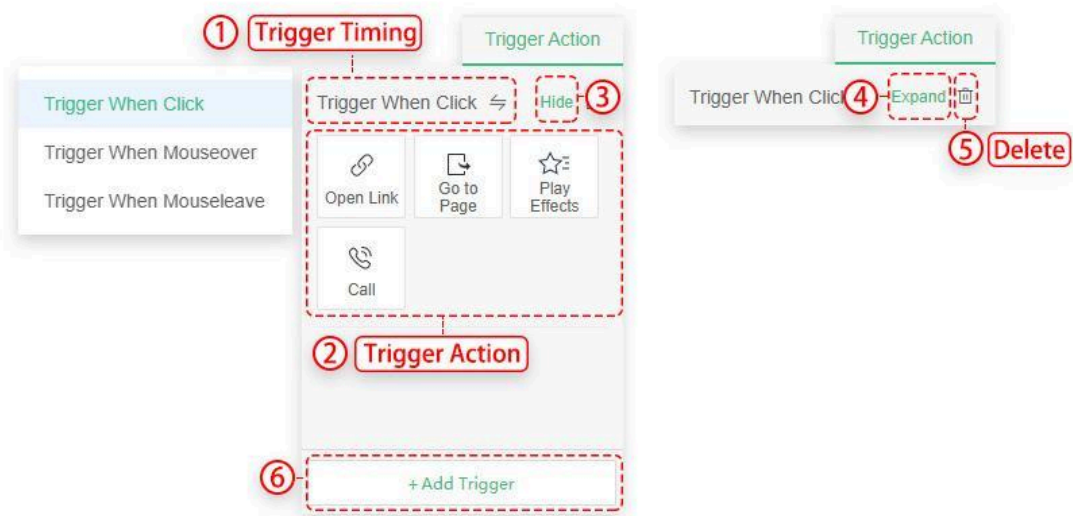 ① Trigger Timing
Trigger Action
Trigger When Click
Trigger When Mouseover
Trigger When Mouseleave
Trigger When Click
Hide
③
Open Link
Go to
Page
Play
Effects
Call
② Trigger Action
⑥
+ Add Trigger
Trigger Action
Trigger When Clic
④
Expand
⑤ Delete